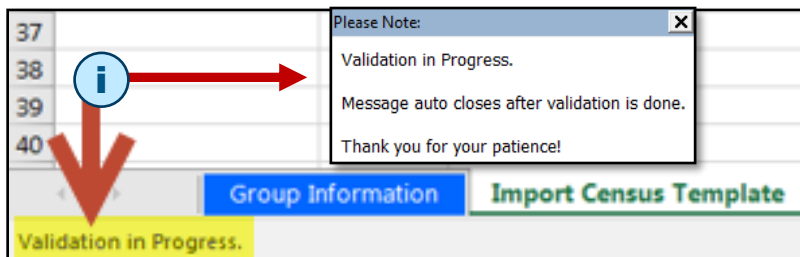 37
38
39
40
i
Please Note:
Validation in Progress.
Message auto closes after validation is done.
Thank you for your patience!
Group Information
Import Census Template
Validation in Progress.